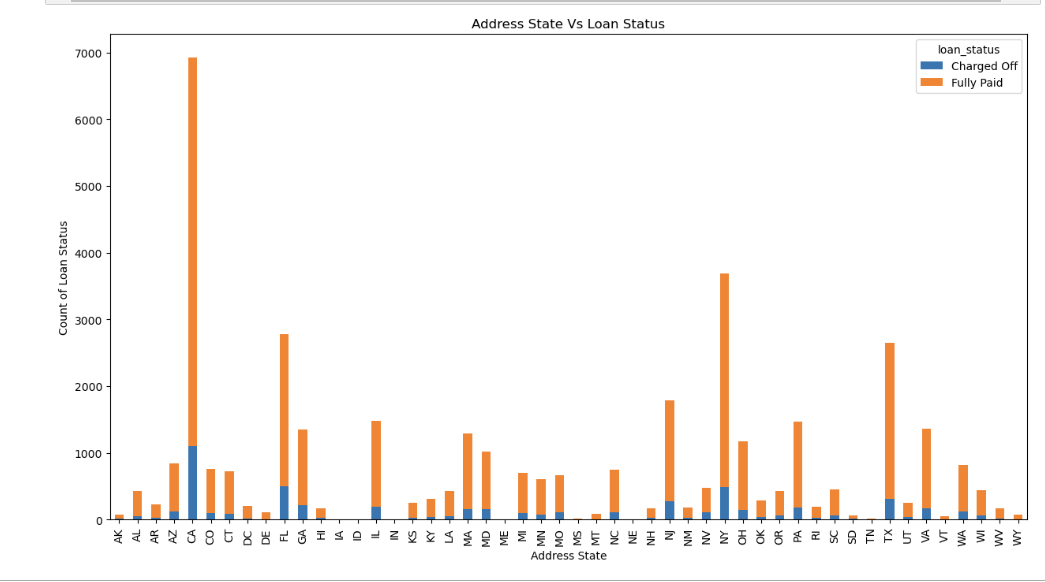 Address State Vs Loan Status
loan_status
Charged Off
Fully Paid
7000
6000
5000
4000
3000
2000
1000
0
Count of Loan Status
AK AL AR AZ CA CO CT DC DE FL GA HI IA ID IL IN KS KY LA MA MD ME MI MN MO MS MT NC NE NH NJ NM NV NY OH OK OR PA RI SC SD TN TX UT VA VT WA WI WV WY
Address State